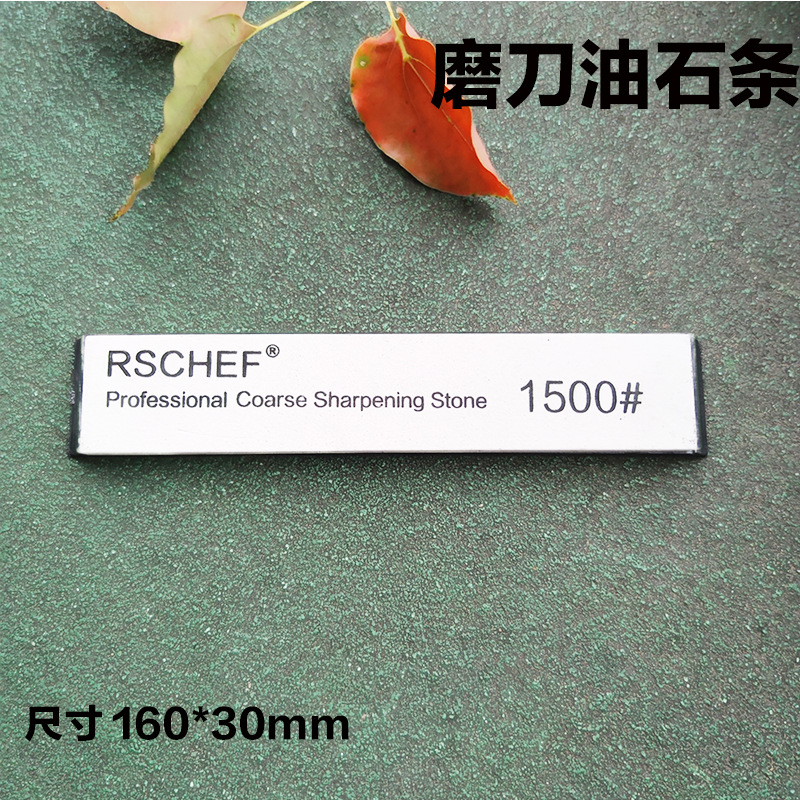 磨刀油石条
RSCHEF®
Professional Coarse Sharpening Stone 1500#
尺寸160*30mm